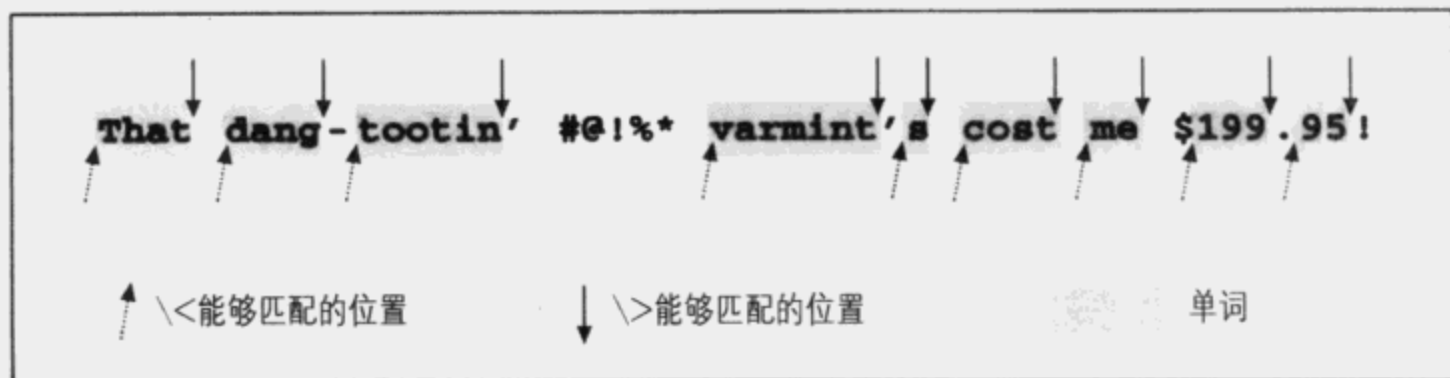 That dang-tootin’ #@!%* varmint’s cost me $199.95!
\<能够匹配的位置 \>能够匹配的位置 单词